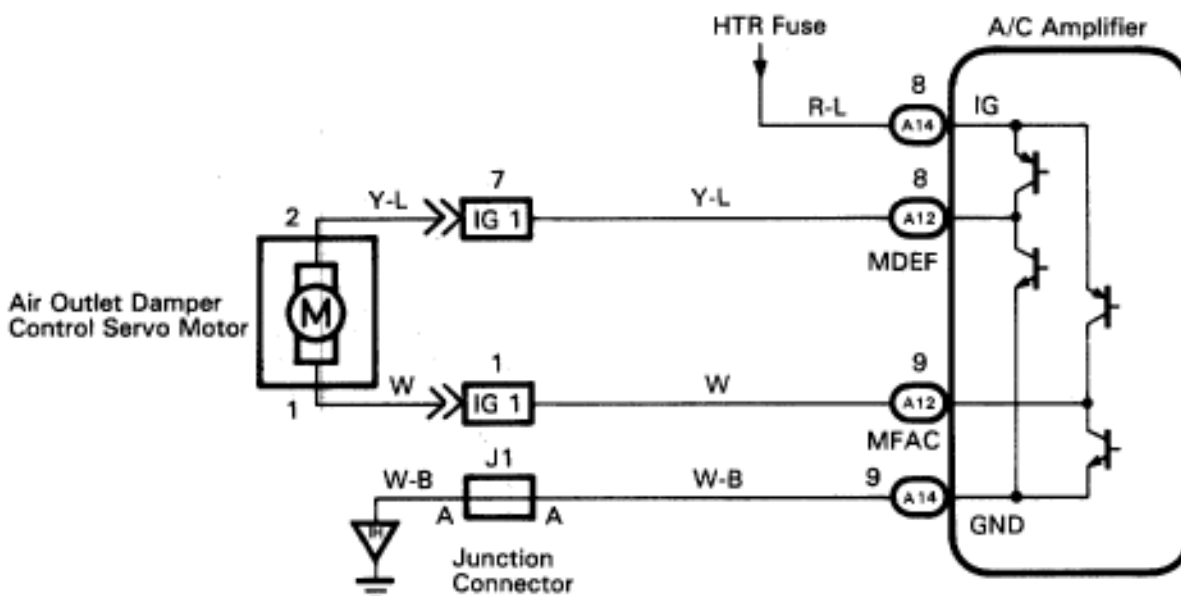 HTR Fuse
A/C Amplifier
8
R-L
A14
IG
2
Y-L
7
IG 1
Y-L
8
A12
MDEF
Air Outlet Damper
Control Servo Motor
M
1
W
1
IG 1
W
9
A12
MFAC
W-B
J1
A
A
W-B
9
A14
GND
IH
Junction
Connector